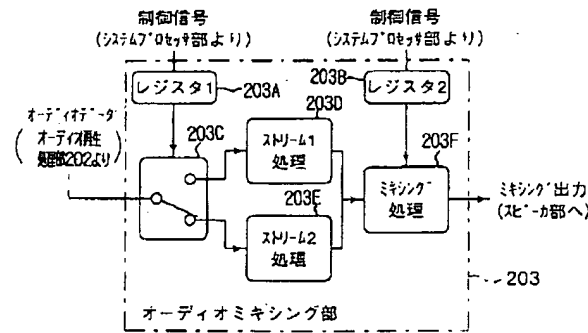 制御信号
(システムプロセッサ部より)
制御信号
(システムプロセッサ部より)
レジスタ1
203A
203B
レジスタ2
オーディオデータ
(オーディオ再生
処理部202より)
203C
203D
ストリーム1
処理
203F
ミキシング
処理
ミキシング出力
(スピーカ部へ)
203E
ストリーム2
処理
203
オーディオミキシング部